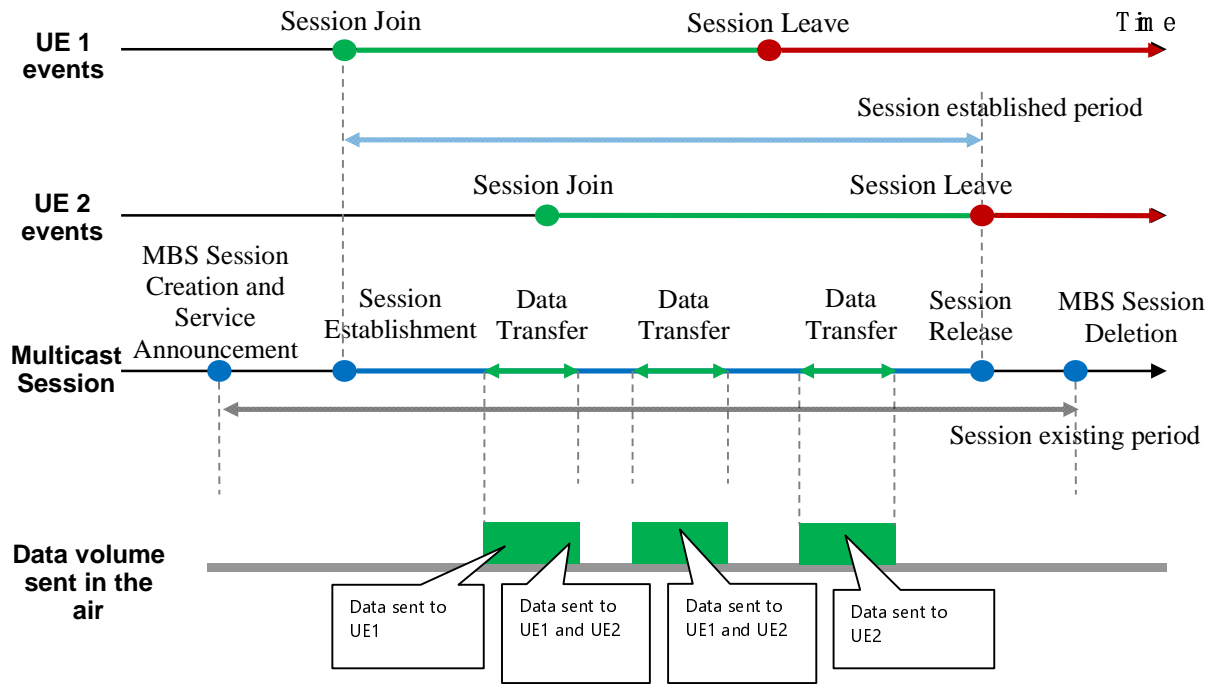 Session Join
Session Leave
Time
UE 1
events
Session established period
Session Join
Session Leave
UE 2
events
MBS Session
Creation and
Service
Announcement
Session
Establishment
Data
Transfer
Data
Transfer
Data
Transfer
Session
Release
MBS Session
Deletion
Multicast
Session
Session existing period
Data volume
sent in the
air
Data sent to
UE1
Data sent to
UE1 and UE2
Data sent to
UE1 and UE2
Data sent to
UE2